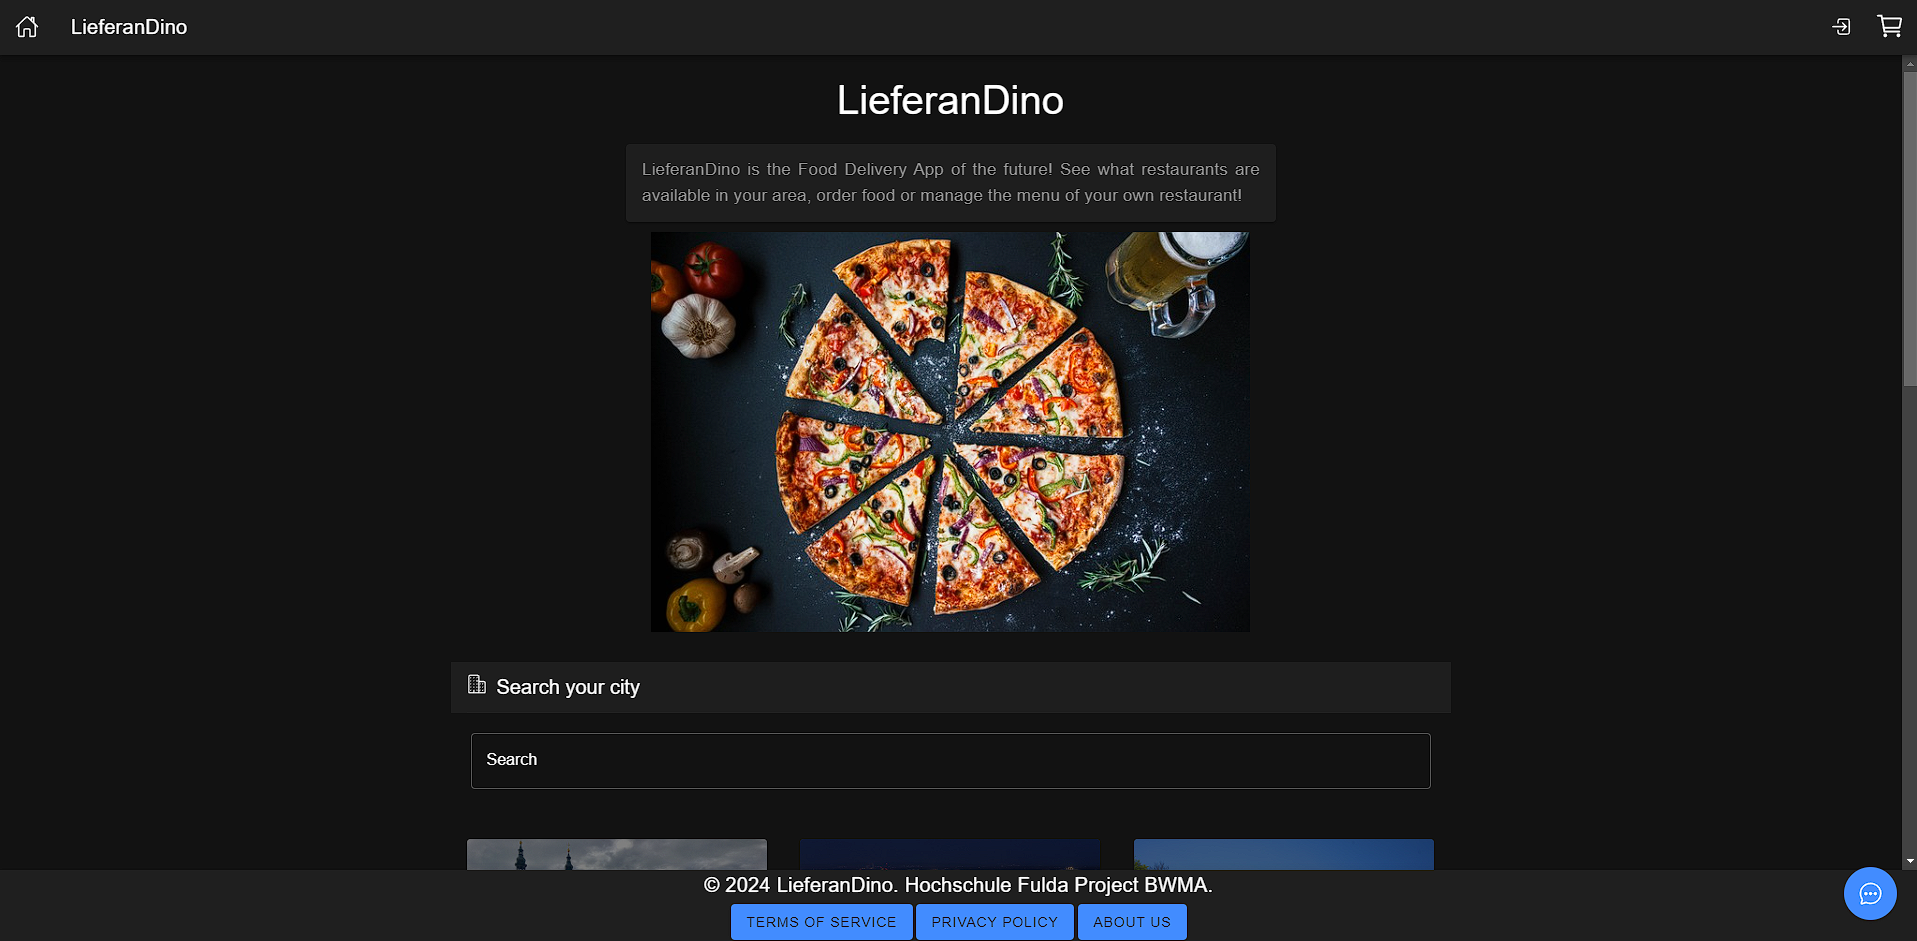 LieferanDino
LieferanDino
LieferanDino is the Food Delivery App of the future! See what restaurants are
available in your area, order food or manage the menu of your own restaurant!
Search your city
Search
© 2024 LieferanDino. Hochschule Fulda Project BWMA.
TERMS OF SERVICE
PRIVACY POLICY
ABOUT US